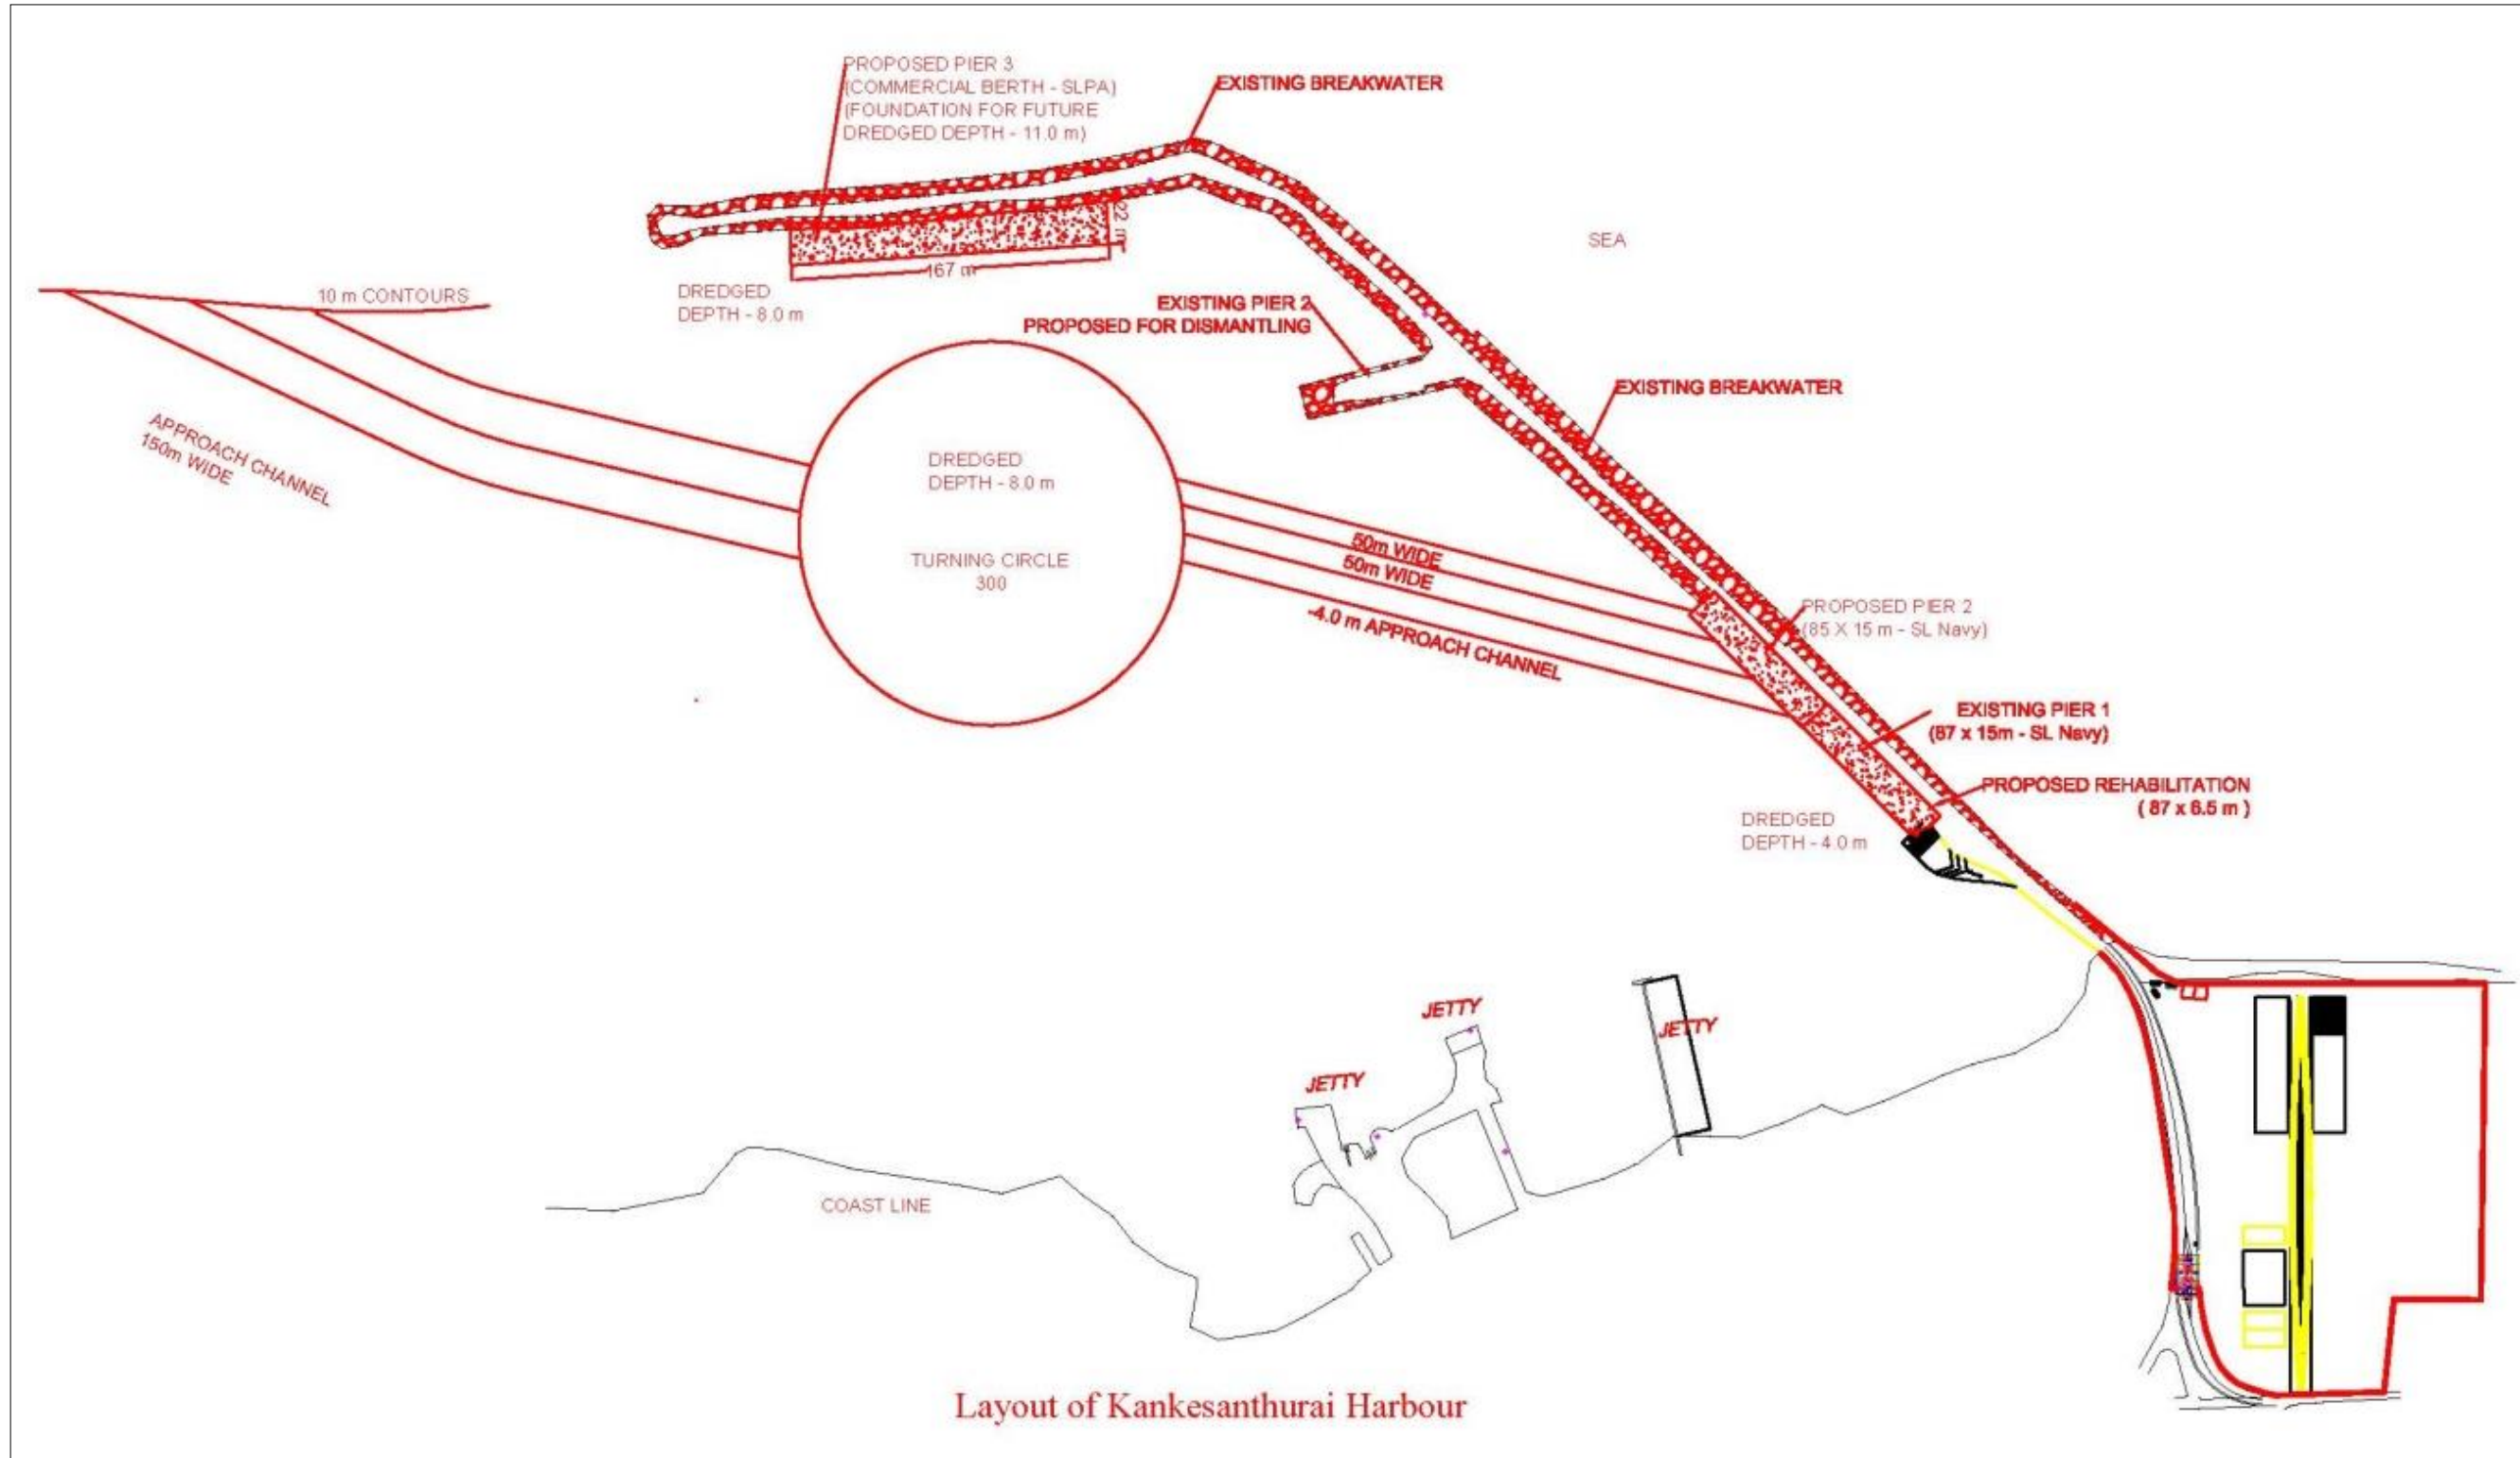 PROPOSED PIER 3
(COMMERCIAL BERTH - SLPA)
(FOUNDATION FOR FUTURE
DREDGED DEPTH - 11.0 m)
EXISTING BREAKWATER
SEA
22 m
167 m
10 m CONTOURS
DREDGED
DEPTH - 8.0 m
EXISTING PIER 2
PROPOSED FOR DISMANTLING
EXISTING BREAKWATER
APPROACH CHANNEL
150m WIDE
DREDGED
DEPTH - 8.0 m
TURNING CIRCLE
300
50m WIDE
50m WIDE
-4.0 m APPROACH CHANNEL
PROPOSED PIER 2
(85 X 15 m - SL Navy)
EXISTING PIER 1
(87 x 15m - SL Navy)
PROPOSED REHABILITATION
( 87 x 6.5 m )
DREDGED
DEPTH - 4.0 m
JETTY
JETTY
JETTY
COAST LINE
Layout of Kankesanthurai Harbour